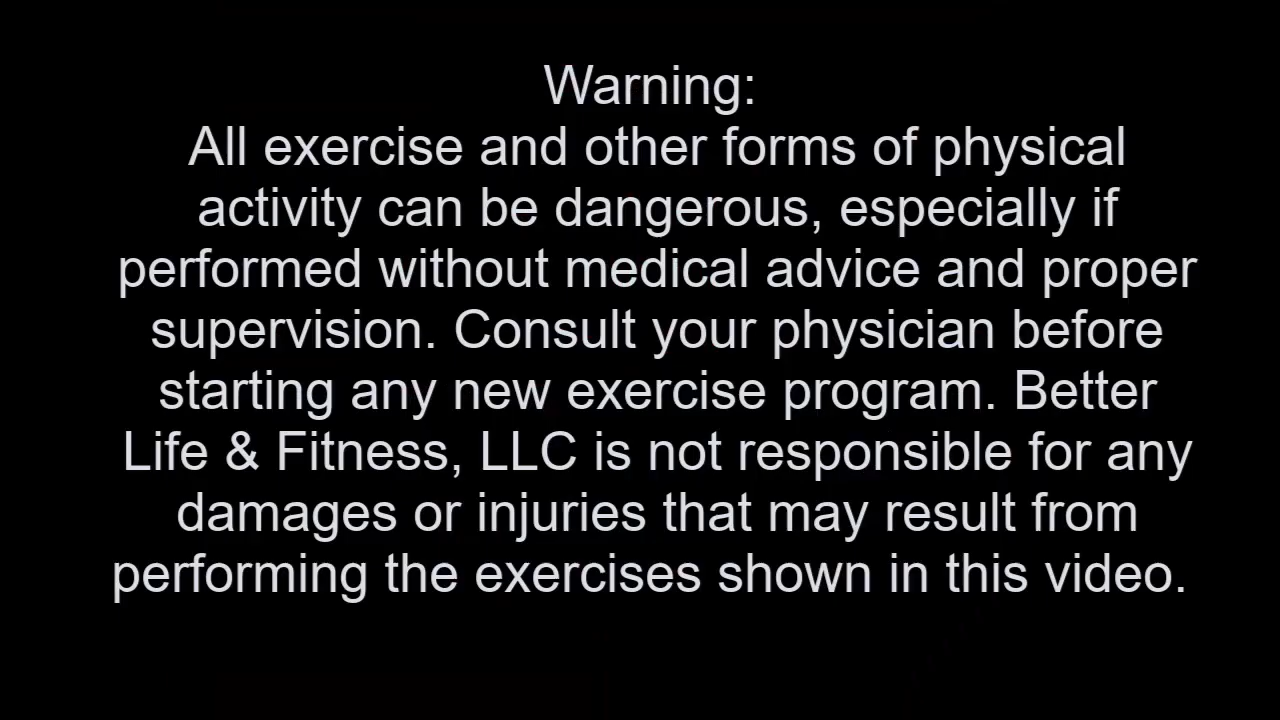 Warning:
All exercise and other forms of physical
activity can be dangerous, especially if
performed without medical advice and proper
supervision. Consult your physician before
starting any new exercise program. Better
Life & Fitness, LLC is not responsible for any
damages or injuries that may result from
performing the exercises shown in this video.